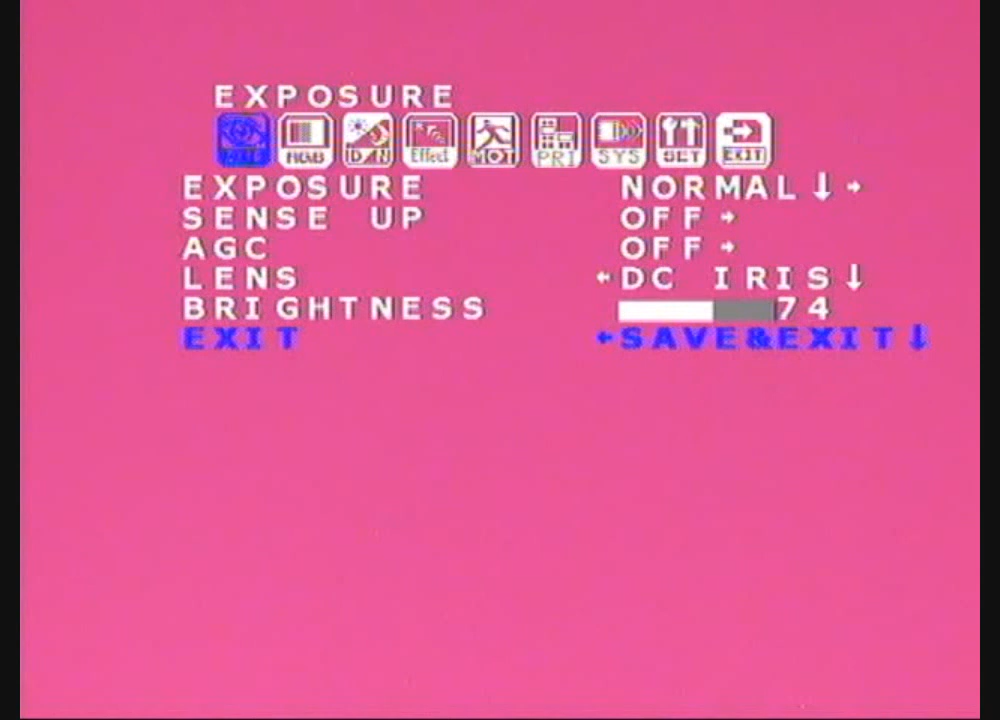 EXPOSURE
AWB Effect MOT PRI SYS SET EXIT
EXPOSURE NORMAL↓→
SENSE UP OFF→
AGC OFF→
LENS ←DC IRIS↓
BRIGHTNESS 74
EXIT ←SAVE&EXIT↓